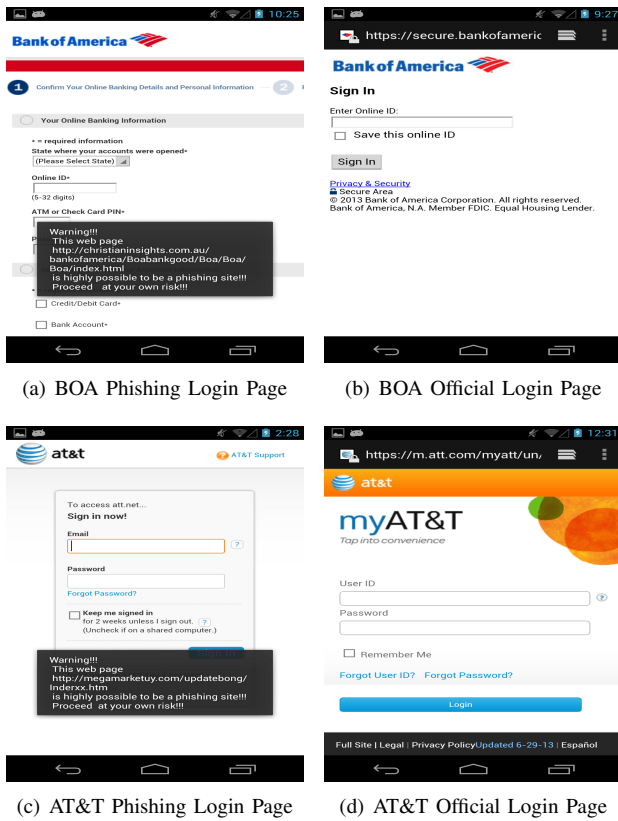 10:25
Bank of America
1 Confirm Your Online Banking Details and Personal Information 2
Your Online Banking Information
* = required information
State where your accounts were opened*
(Please Select State)
Online ID*
(5-32 digits)
ATM or Check Card PIN*
Warning!!!
This web page
http://christianinsights.com.au/
bankofamerica/Boabankgood/Boa/Boa/
Boa/index.html
is highly possible to be a phishing site!!!
Proceed at your own risk!!!
Credit/Debit Card*
Bank Account*
(a) BOA Phishing Login Page
9:27
https://secure.bankofameric
Bank of America
Sign In
Enter Online ID:
Save this online ID
Sign In
Privacy & Security
Secure Area
© 2013 Bank of America Corporation. All rights reserved.
Bank of America, N.A. Member FDIC. Equal Housing Lender.
(b) BOA Official Login Page
2:28
at&t
AT&T Support
To access att.net...
Sign in now!
Email
?
Password
Forgot Password?
Keep me signed in
for 2 weeks unless I sign out. ?
(Uncheck if on a shared computer.)
Warning!!!
This web page
http://megamarketuy.com/updatebong/
Inderxx.htm
is highly possible to be a phishing site!!!
Proceed at your own risk!!!
(c) AT&T Phishing Login Page
12:31
https://m.att.com/myatt/un/
at&t
myAT&T
Tap into convenience
User ID
?
Password
Remember Me
Forgot User ID? Forgot Password?
Login
Full Site | Legal | Privacy PolicyUpdated 6-29-13 | Español
(d) AT&T Official Login Page